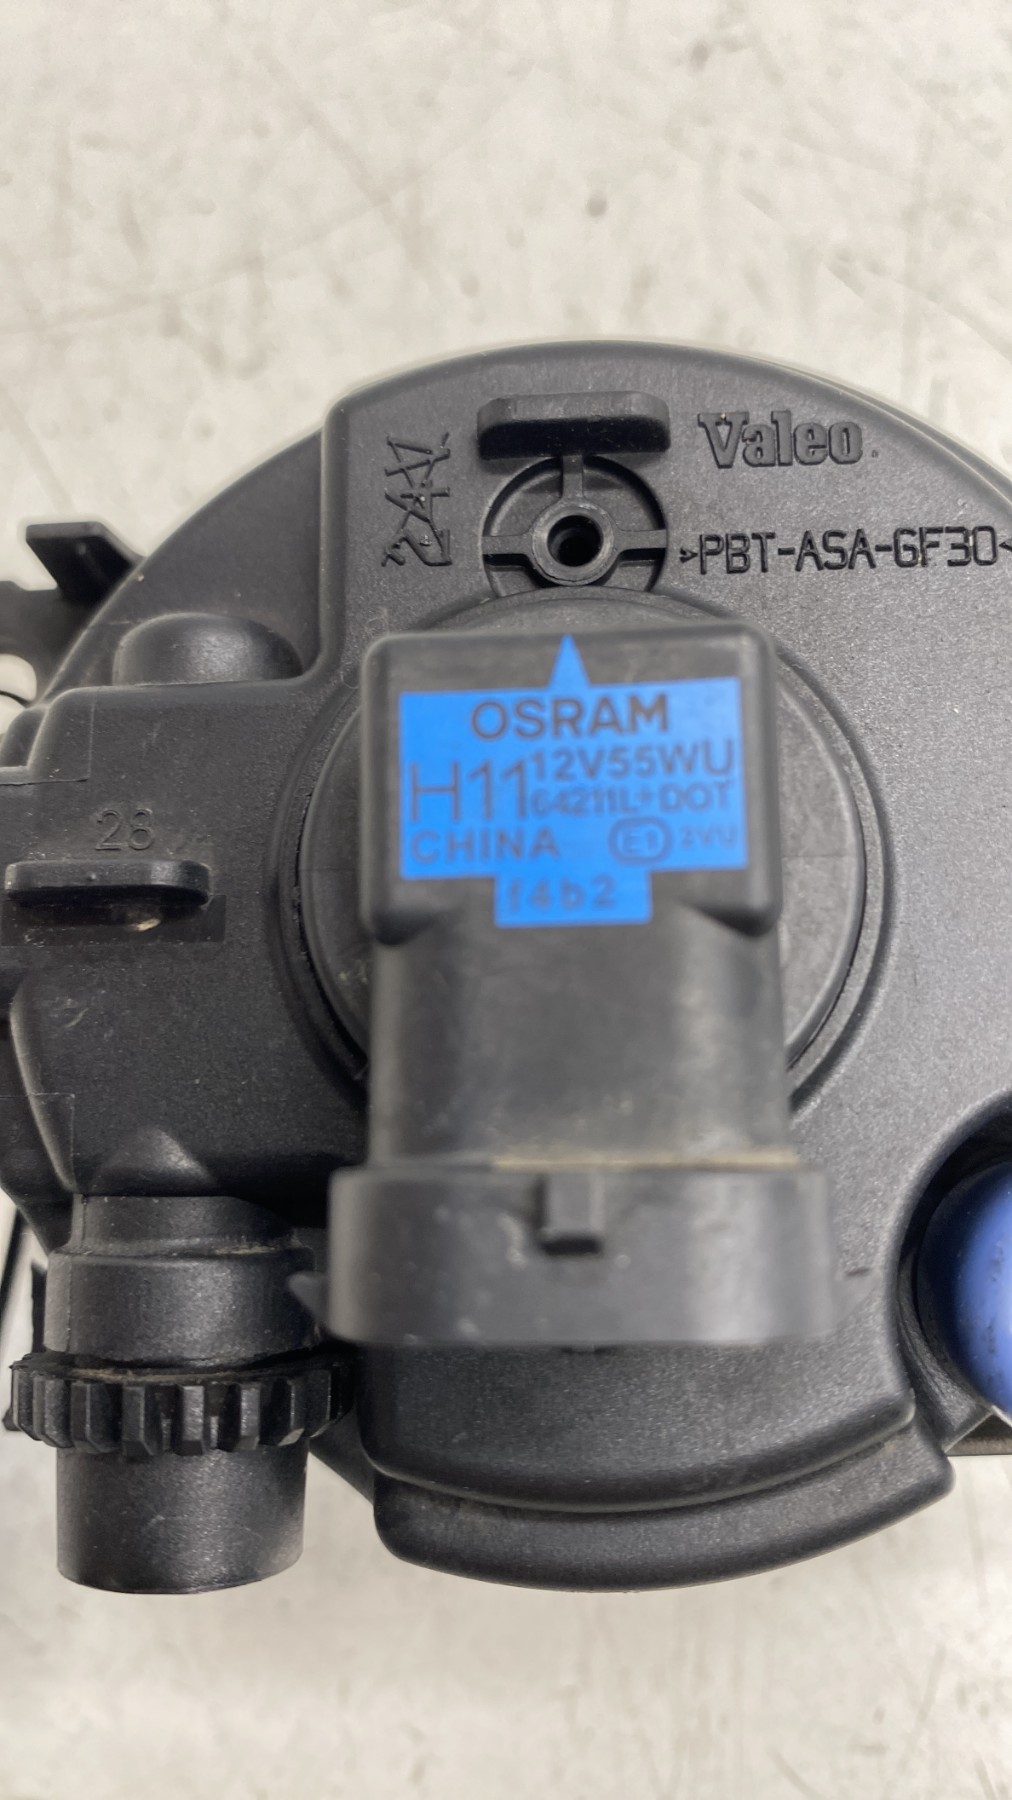 Valeo
>PBT-ASA-GF30<
OSRAM
H11 12V55WU
64211L+ DOT
CHINA E1 2VU
f4b2
28